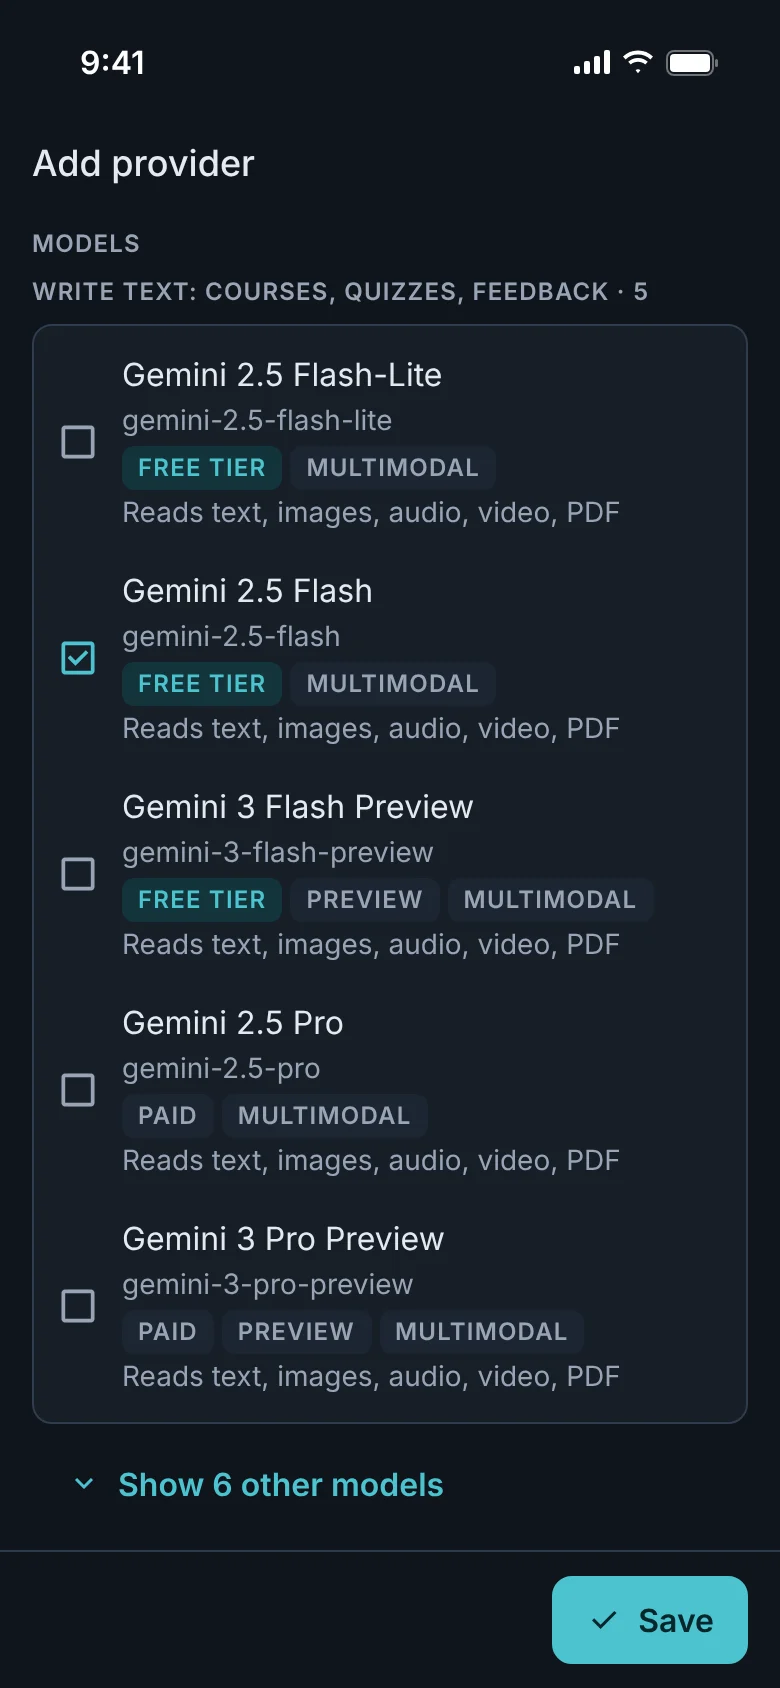 9:41
Add provider
MODELS
WRITE TEXT: COURSES, QUIZZES, FEEDBACK · 5
Gemini 2.5 Flash-Lite
gemini-2.5-flash-lite
FREE TIER MULTIMODAL
Reads text, images, audio, video, PDF
Gemini 2.5 Flash
gemini-2.5-flash
FREE TIER MULTIMODAL
Reads text, images, audio, video, PDF
Gemini 3 Flash Preview
gemini-3-flash-preview
FREE TIER PREVIEW MULTIMODAL
Reads text, images, audio, video, PDF
Gemini 2.5 Pro
gemini-2.5-pro
PAID MULTIMODAL
Reads text, images, audio, video, PDF
Gemini 3 Pro Preview
gemini-3-pro-preview
PAID PREVIEW MULTIMODAL
Reads text, images, audio, video, PDF
Show 6 other models
Save